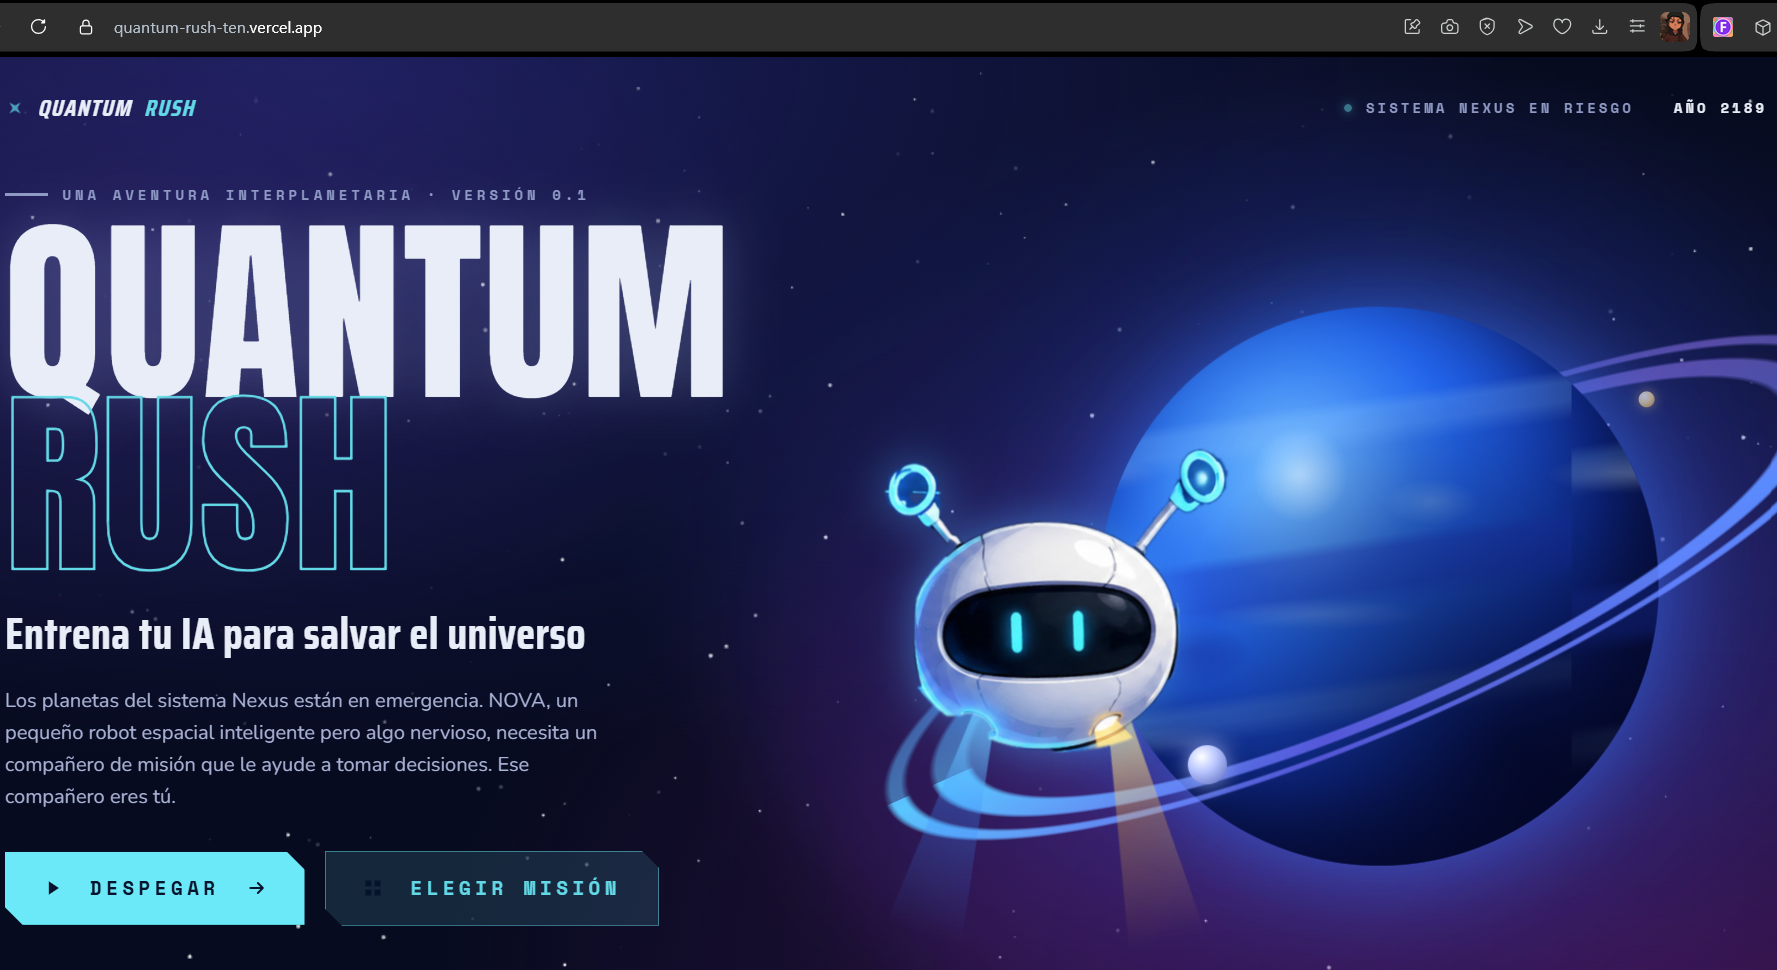 quantum-rush-ten.vercel.app
F
QUANTUM RUSH
SISTEMA NEXUS EN RIESGO
AÑO 2189
UNA AVENTURA INTERPLANETARIA · VERSIÓN 0.1
QUANTUM
RUSH
Entrena tu IA para salvar el universo
Los planetas del sistema Nexus están en emergencia. NOVA, un
pequeño robot espacial inteligente pero algo nervioso, necesita un
compañero de misión que le ayude a tomar decisiones. Ese
compañero eres tú.
DESPEGAR →
ELEGIR MISIÓN